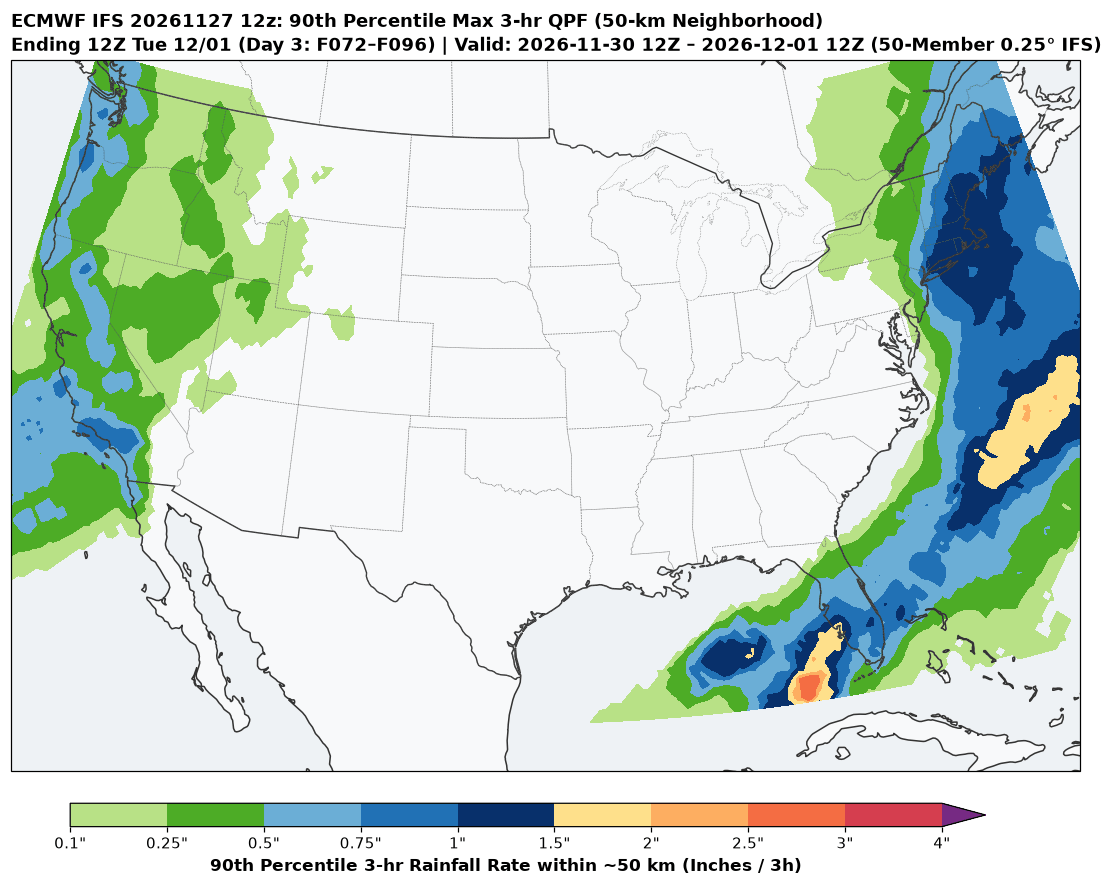 ECMWF IFS 20261127 12z: 90th Percentile Max 3-hr QPF (50-km Neighborhood)
Ending 12Z Tue 12/01 (Day 3: F072–F096) | Valid: 2026-11-30 12Z – 2026-12-01 12Z (50-Member 0.25° IFS)
0.1" 0.25" 0.5" 0.75" 1" 1.5" 2" 2.5" 3" 4"
90th Percentile 3-hr Rainfall Rate within ~50 km (Inches / 3h)